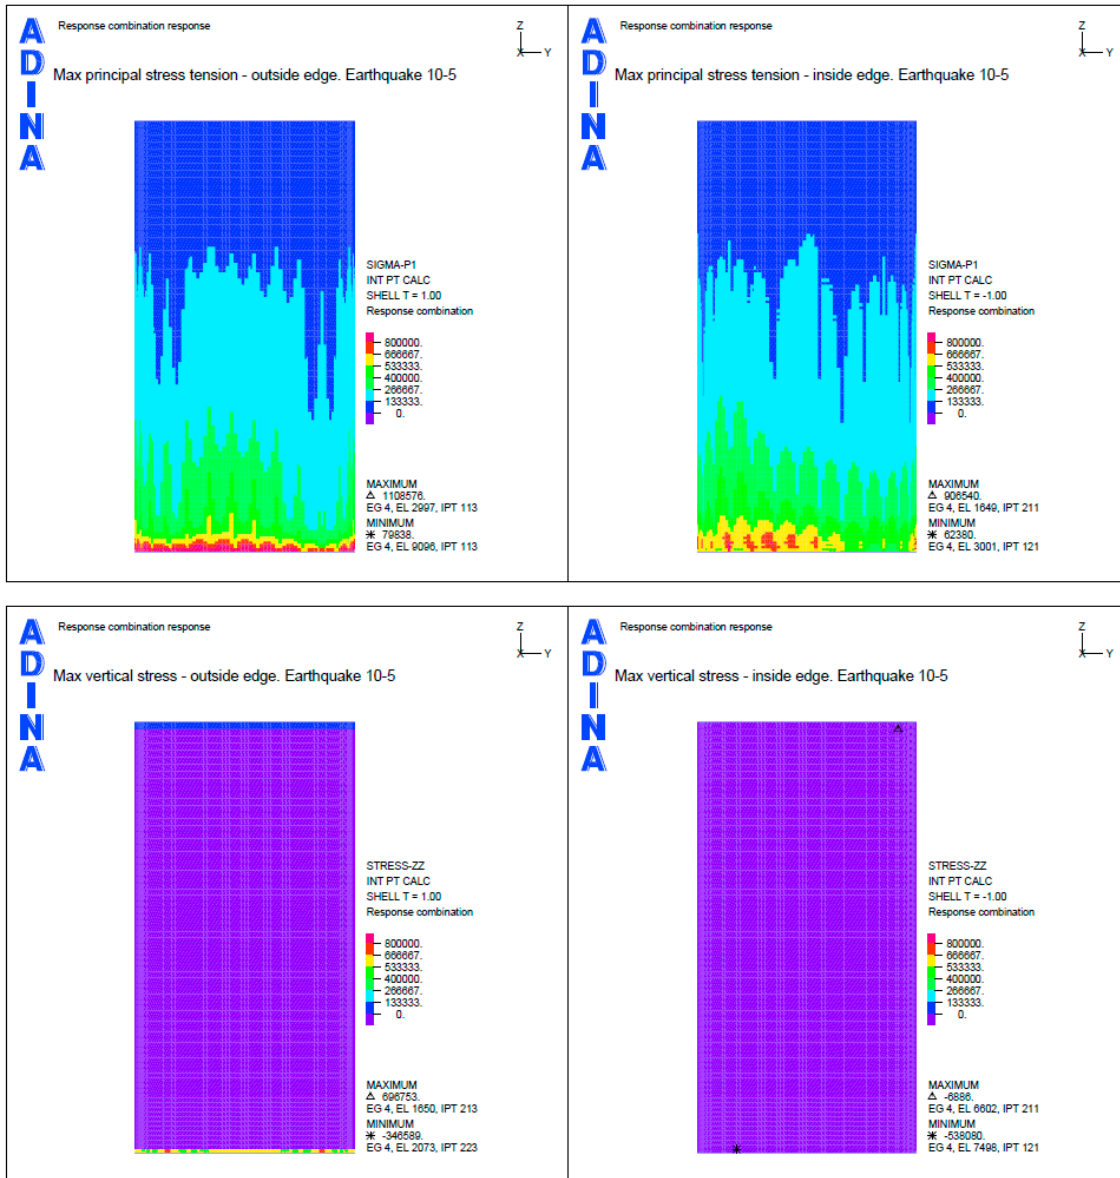 ADINA
Response combination response
Z
X Y
Max principal stress tension - outside edge. Earthquake 10-5
SIGMA-P1
INT PT CALC
SHELL T = 1.00
Response combination
800000.
666667.
533333.
400000.
266667.
133333.
0.
MAXIMUM
△ 1108576.
EG 4, EL 2997, IPT 113
MINIMUM
* 79838.
EG 4, EL 9096, IPT 113
ADINA
Response combination response
Z
X Y
Max principal stress tension - inside edge. Earthquake 10-5
SIGMA-P1
INT PT CALC
SHELL T = -1.00
Response combination
800000.
666667.
533333.
400000.
266667.
133333.
0.
MAXIMUM
△ 906540.
EG 4, EL 1649, IPT 211
MINIMUM
* 62380.
EG 4, EL 3001, IPT 121
ADINA
Response combination response
Z
X Y
Max vertical stress - outside edge. Earthquake 10-5
STRESS-ZZ
INT PT CALC
SHELL T = 1.00
Response combination
800000.
666667.
533333.
400000.
266667.
133333.
0.
MAXIMUM
△ 696753.
EG 4, EL 1650, IPT 213
MINIMUM
* -346589.
EG 4, EL 2073, IPT 223
ADINA
Response combination response
Z
X Y
Max vertical stress - inside edge. Earthquake 10-5
STRESS-ZZ
INT PT CALC
SHELL T = -1.00
Response combination
800000.
666667.
533333.
400000.
266667.
133333.
0.
MAXIMUM
△ -6886.
EG 4, EL 6602, IPT 211
MINIMUM
* -538080.
EG 4, EL 7498, IPT 121